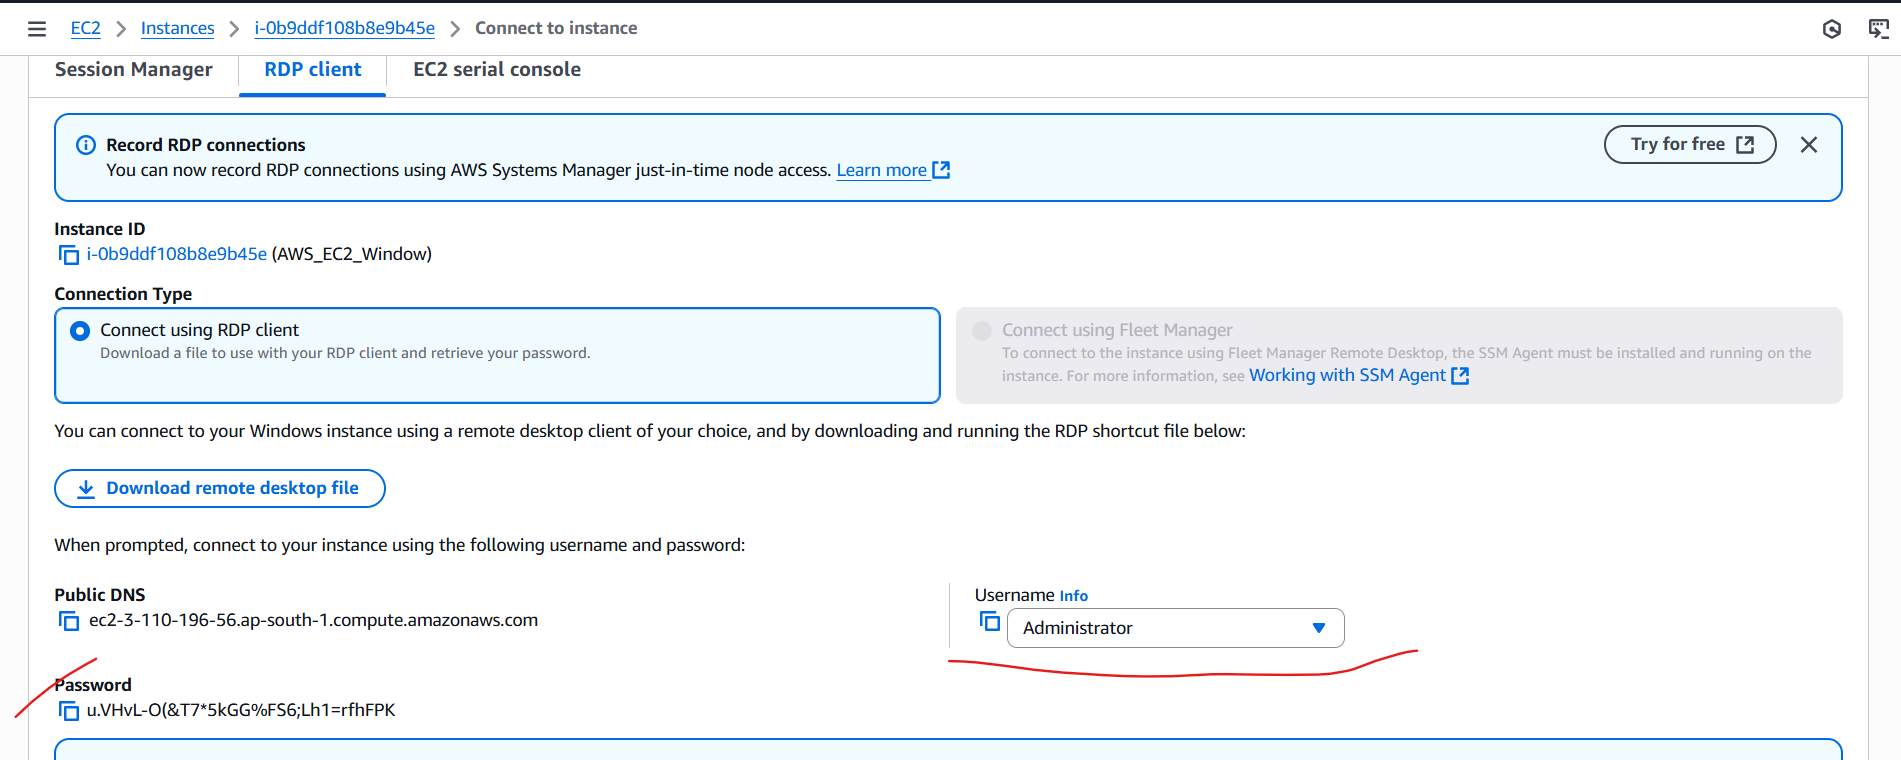 EC2 > Instances > i-0b9ddf108b8e9b45e > Connect to instance
Session Manager RDP client EC2 serial console
Record RDP connections
You can now record RDP connections using AWS Systems Manager just-in-time node access. Learn more
Try for free
Instance ID
i-0b9ddf108b8e9b45e (AWS_EC2_Window)
Connection Type
Connect using RDP client
Download a file to use with your RDP client and retrieve your password.
Connect using Fleet Manager
To connect to the instance using Fleet Manager Remote Desktop, the SSM Agent must be installed and running on the
instance. For more information, see Working with SSM Agent
You can connect to your Windows instance using a remote desktop client of your choice, and by downloading and running the RDP shortcut file below:
Download remote desktop file
When prompted, connect to your instance using the following username and password:
Public DNS
ec2-3-110-196-56.ap-south-1.compute.amazonaws.com
Username Info
Administrator
Password
u.VHvL-O(&T7*5kGG%FS6;Lh1=rfhFPK